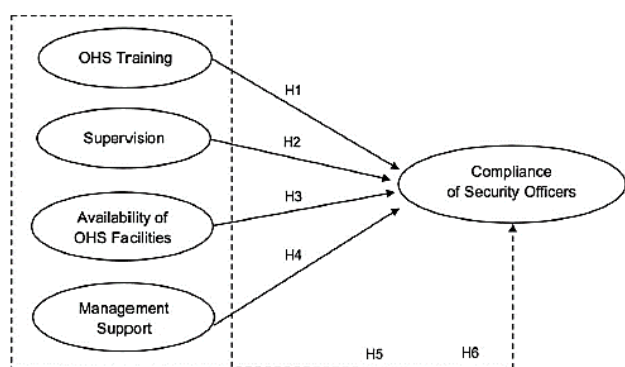 OHS Training
H1
Supervision
H2
Compliance
of Security Officers
Availability of
OHS Facilities
H3
H4
Management
Support
H5
H6